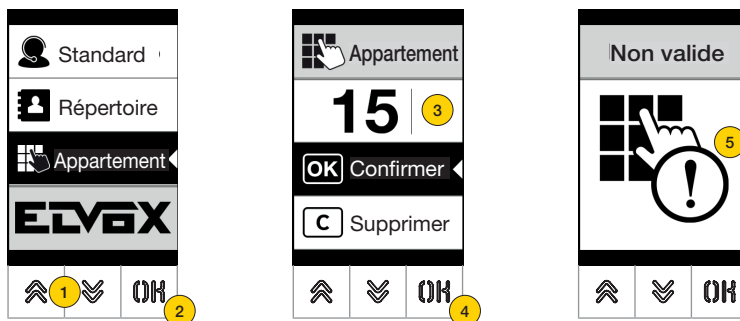 Standard
Répertoire
Appartement
ELVOX
1
OK
2
Appartement
15
3
OK Confirmer
C Supprimer
OK
4
Non valide
5
OK